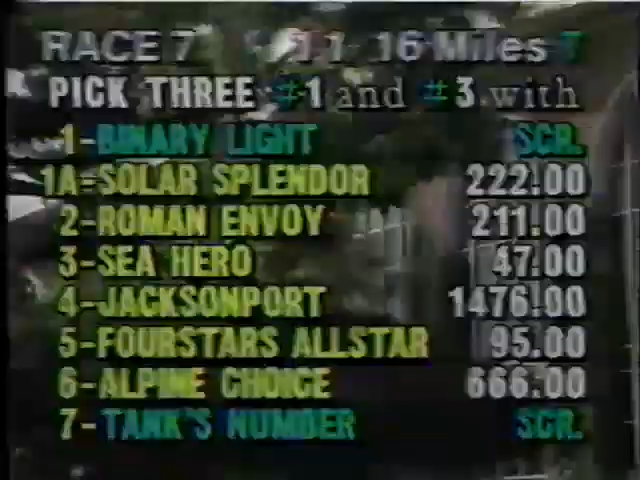 RACE 7 1 1 16 Miles T
PICK THREE #1 and #3 with
1-BINARY LIGHT SCR.
1A-SOLAR SPLENDOR 222.00
2-ROMAN ENVOY 211.00
3-SEA HERO 47.00
4-JACKSONPORT 1476.00
5-FOURSTARS ALLSTAR 95.00
6-ALPINE CHOICE 666.00
7-TANK'S NUMBER SCR.